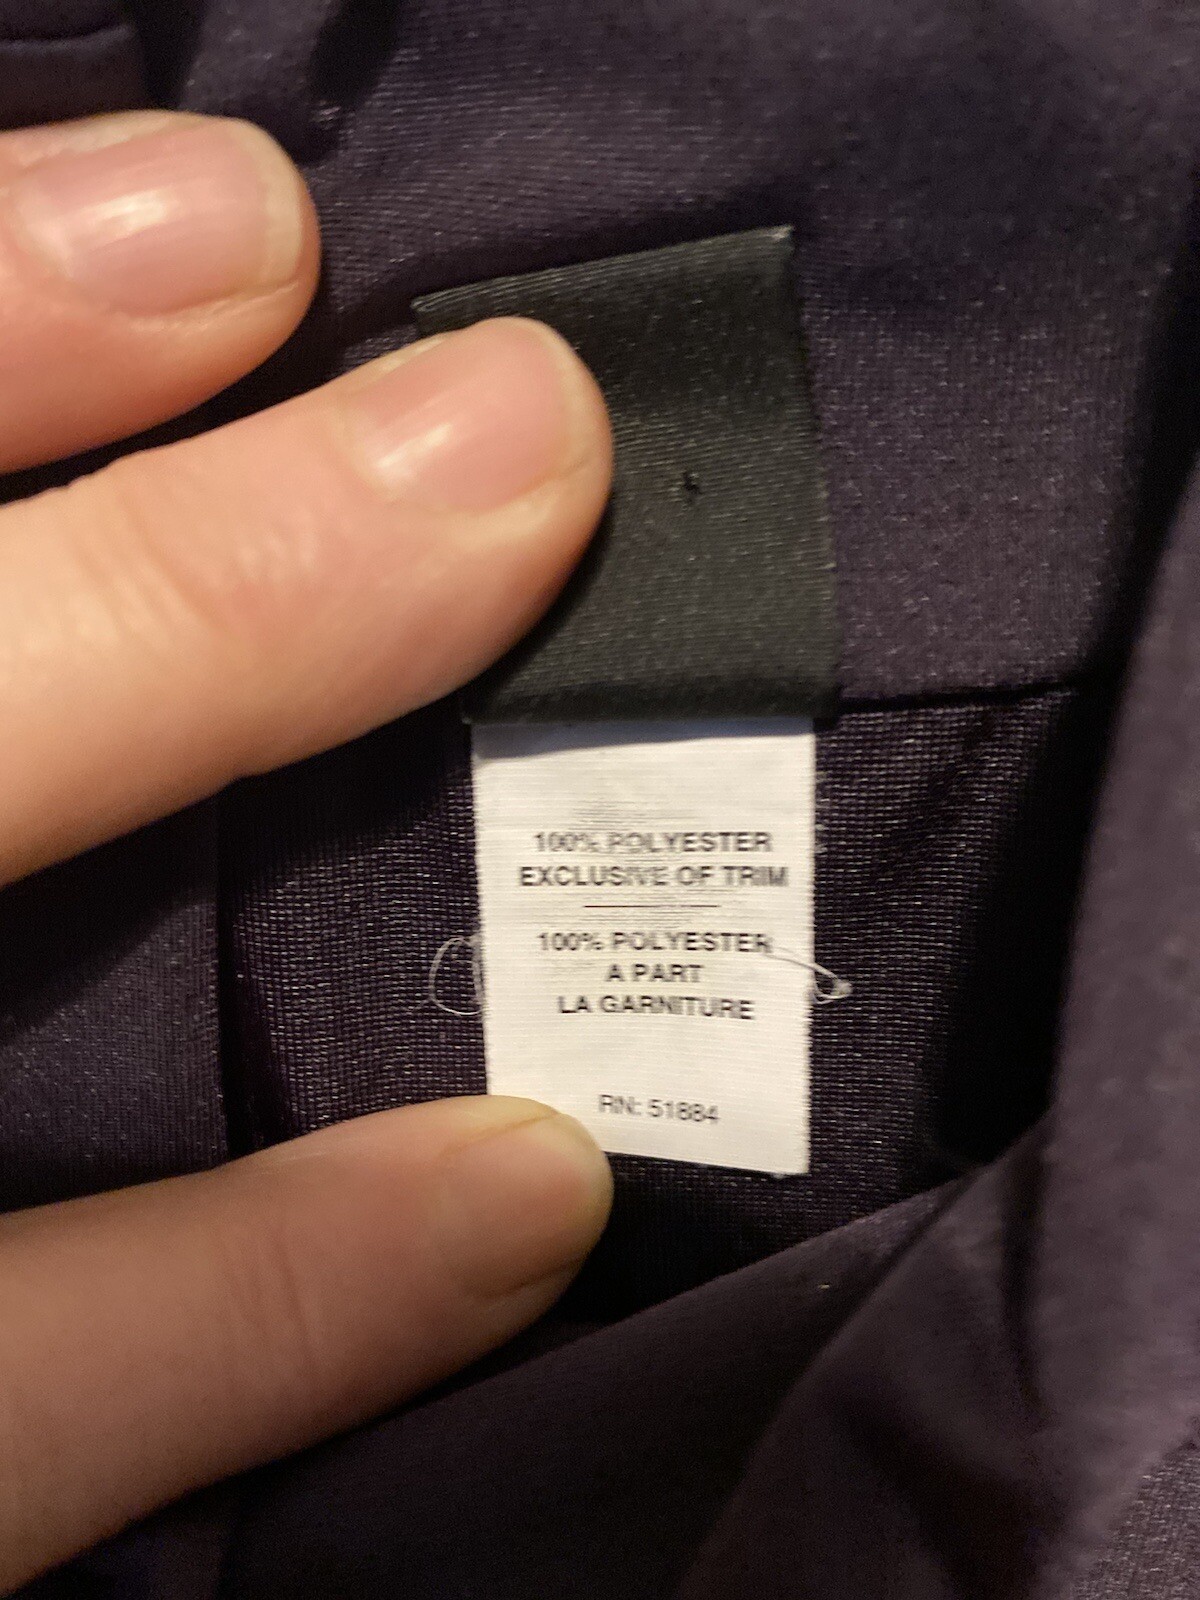 100% POLYESTER
EXCLUSIVE OF TRIM
100% POLYESTER
A PART
LA GARNITURE
RN: 51884